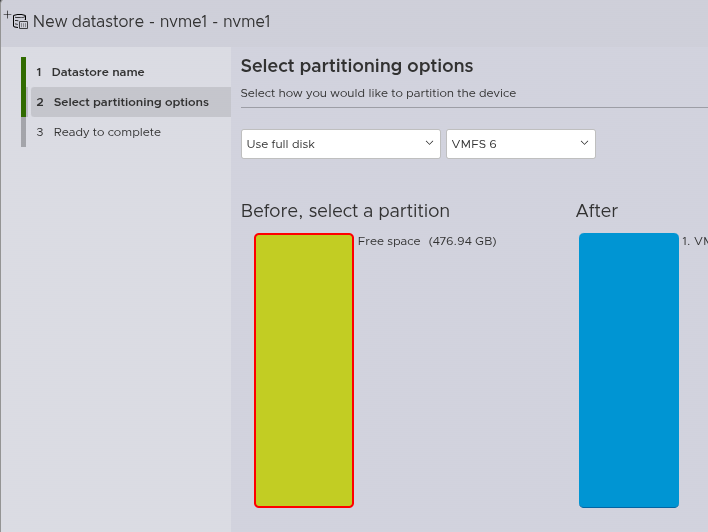 New datastore - nvme1 - nvme1
1 Datastore name
2 Select partitioning options
3 Ready to complete
Select partitioning options
Select how you would like to partition the device
Use full disk
VMFS 6
Before, select a partition
After
Free space (476.94 GB)
1. VM